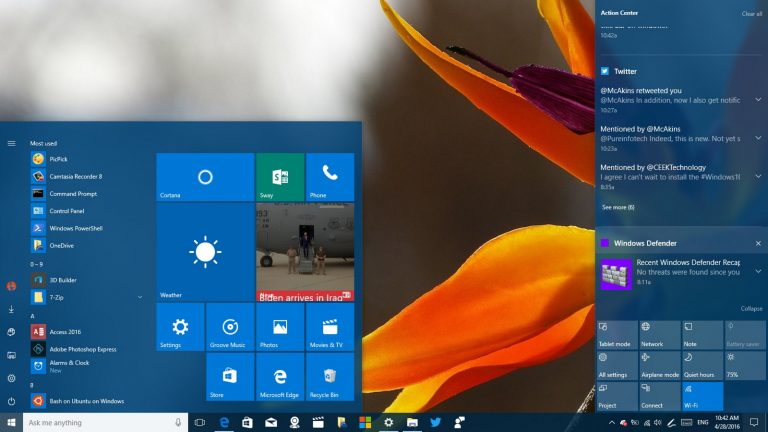 Most used
PicPick
Camtasia Recorder 8
Command Prompt
Control Panel
Windows PowerShell
OneDrive
0 – 9
3D Builder
7-Zip
A
Access 2016
Adobe Photoshop Express
Alarms & Clock
New
B
Bash on Ubuntu on Windows
Cortana
Sway
Phone
Weather
Biden arrives in Iraq
Settings
Groove Music
Photos
Movies & TV
Store
Microsoft Edge
Recycle Bin
Ask me anything
Action Center
Clear all
10:42a
Twitter
@McAkins retweeted you
@McAkins In addition, now I also get notific
10:27a
Mentioned by @McAkins
@Pureinfotech Indeed, this is new. Not yet s
10:23a
Mentioned by @CEEKTechnology
I agree I can't wait to install the #Windows10
8:35a
See more (6)
Windows Defender
Recent Windows Defender Recap
No threats were found since you
8:11a
Collapse
Tablet mode
Network
Note
Battery saver
All settings
Airplane mode
Quiet hours
75%
Project
Connect
Wi-Fi
ENG
10:42 AM
4/28/2016